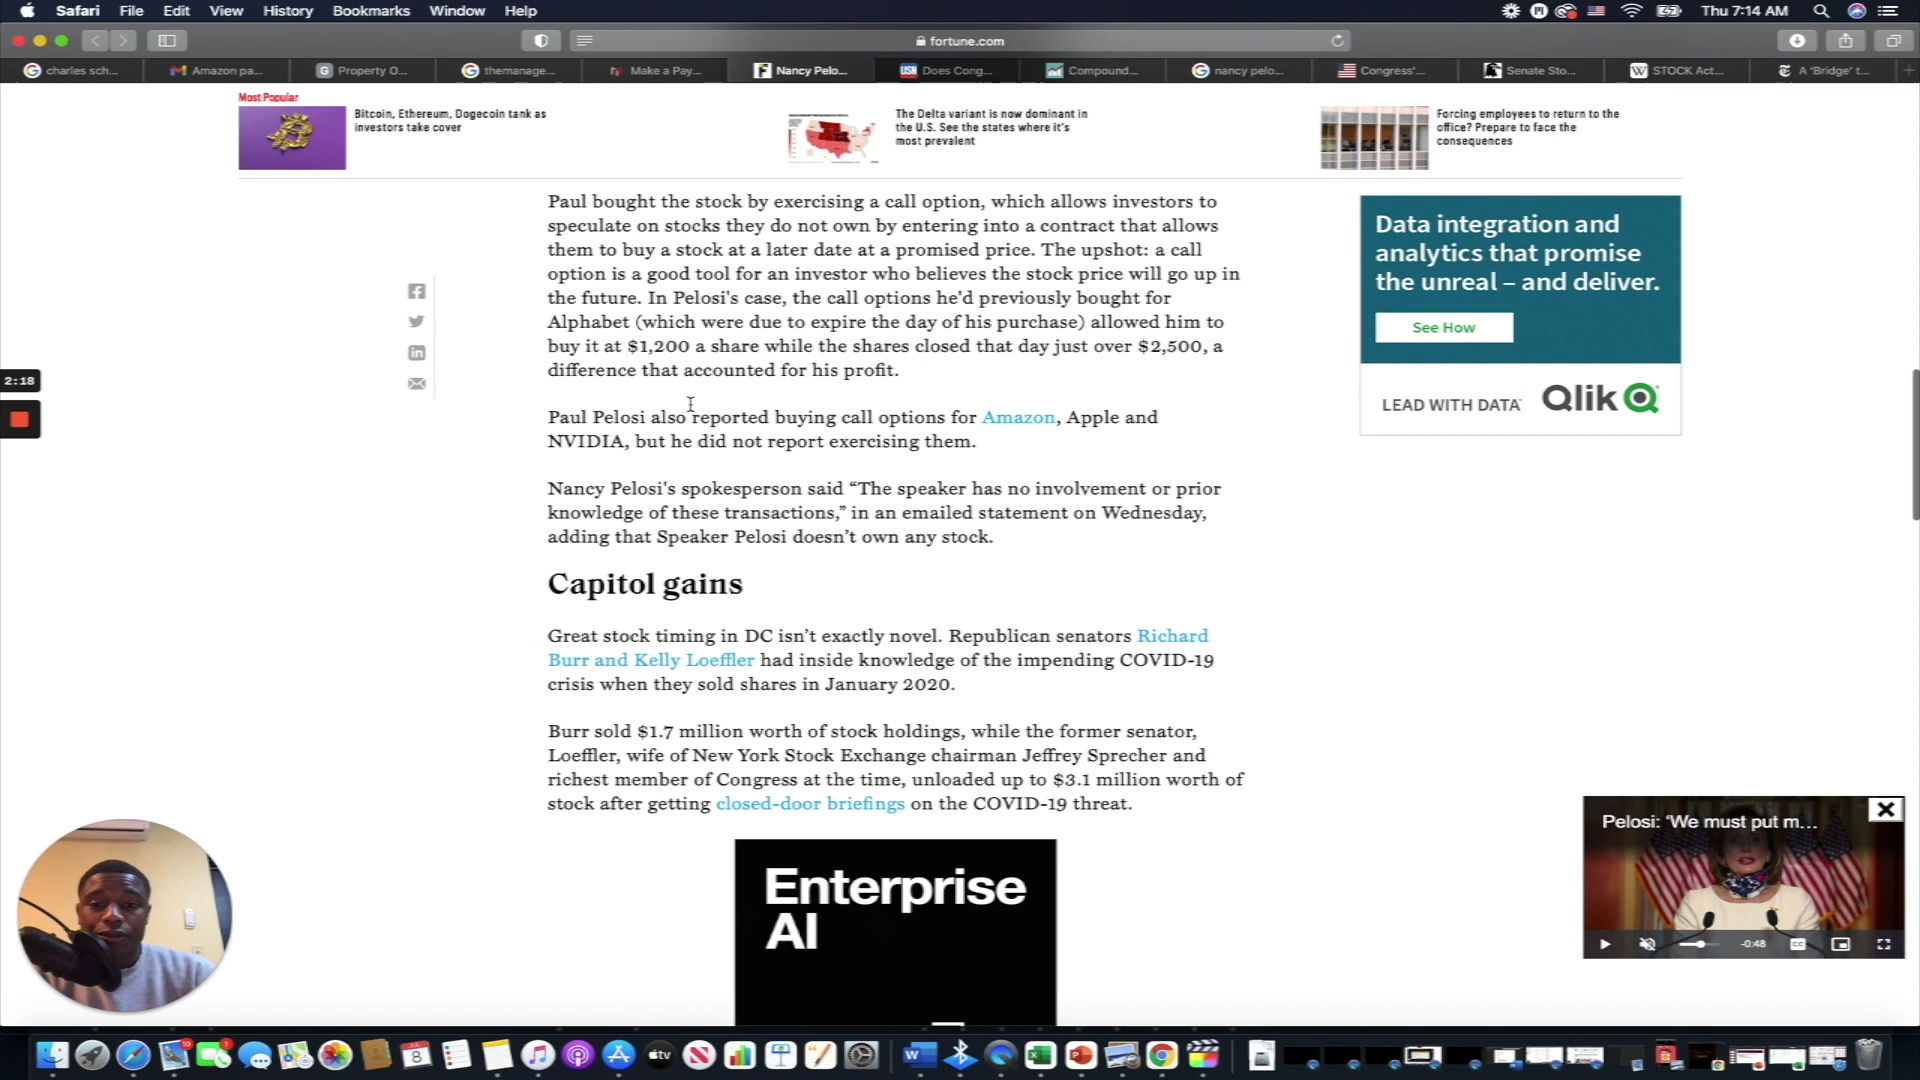 Safari File Edit View History Bookmarks Window Help
Thu 7:14 AM
fortune.com
charles sch...
Amazon pa...
Property O...
themanage...
Make a Pay...
Nancy Pelo...
Does Cong...
Compound...
nancy pelo...
Congress'...
Senate Sto...
STOCK Act...
A 'Bridge' t...
Most Popular
Bitcoin, Ethereum, Dogecoin tank as
investors take cover
The Delta variant is now dominant in
the U.S. See the states where it's
most prevalent
Forcing employees to return to the
office? Prepare to face the
consequences
Paul bought the stock by exercising a call option, which allows investors to
speculate on stocks they do not own by entering into a contract that allows
them to buy a stock at a later date at a promised price. The upshot: a call
option is a good tool for an investor who believes the stock price will go up in
the future. In Pelosi's case, the call options he'd previously bought for
Alphabet (which were due to expire the day of his purchase) allowed him to
buy it at $1,200 a share while the shares closed that day just over $2,500, a
difference that accounted for his profit.
Paul Pelosi also reported buying call options for Amazon, Apple and
NVIDIA, but he did not report exercising them.
Nancy Pelosi's spokesperson said “The speaker has no involvement or prior
knowledge of these transactions,” in an emailed statement on Wednesday,
adding that Speaker Pelosi doesn’t own any stock.
Capitol gains
Great stock timing in DC isn’t exactly novel. Republican senators Richard
Burr and Kelly Loeffler had inside knowledge of the impending COVID-19
crisis when they sold shares in January 2020.
Burr sold $1.7 million worth of stock holdings, while the former senator,
Loeffler, wife of New York Stock Exchange chairman Jeffrey Sprecher and
richest member of Congress at the time, unloaded up to $3.1 million worth of
stock after getting closed-door briefings on the COVID-19 threat.
Enterprise
AI
Data integration and
analytics that promise
the unreal – and deliver.
See How
LEAD WITH DATA
Qlik
2:18
Pelosi: “We must put m...
-0:48
CC
8
tv